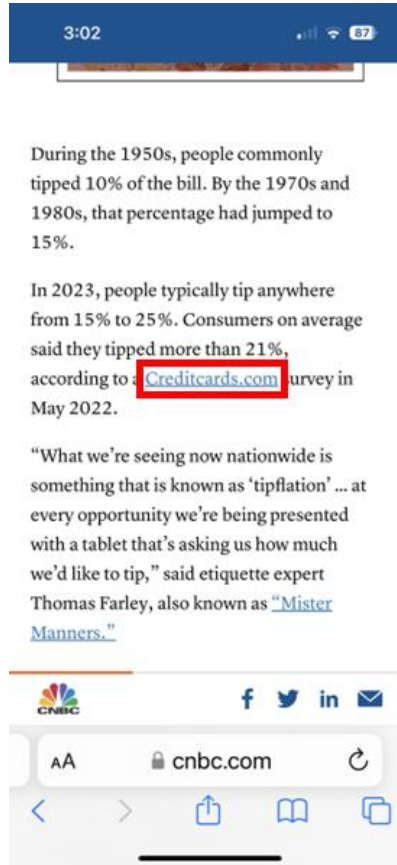 3:02
87
During the 1950s, people commonly
tipped 10% of the bill. By the 1970s and
1980s, that percentage had jumped to
15%.
In 2023, people typically tip anywhere
from 15% to 25%. Consumers on average
said they tipped more than 21%,
according to a Creditcards.com survey in
May 2022.
“What we’re seeing now nationwide is
something that is known as ‘tipflation’ ... at
every opportunity we’re being presented
with a tablet that’s asking us how much
we’d like to tip,” said etiquette expert
Thomas Farley, also known as “Mister
Manners.”
CNBC
AA cnbc.com